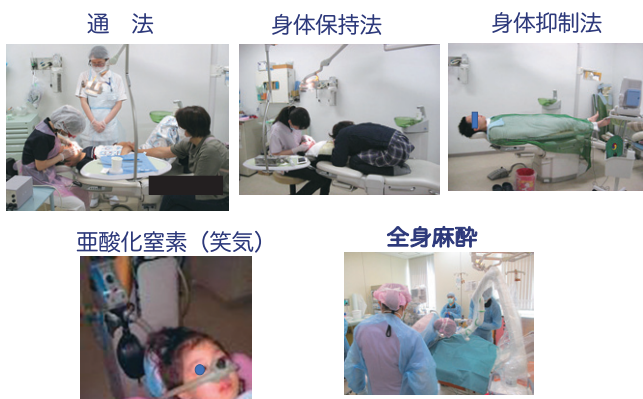 通　法
身体保持法
身体抑制法
亜酸化窒素（笑気）
全身麻酔